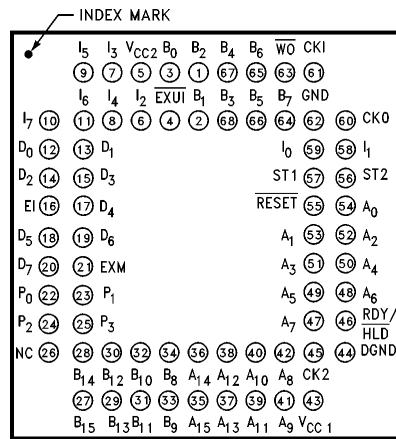 INDEX MARK
I5 I3 VCC2 B0 B2 B4 B6 W̅O̅ CKI
9 7 5 3 1 67 65 63 61
I6 I4 I2 E̅X̅U̅I̅ B1 B3 B5 B7 GND
I7 10 11 8 6 4 2 68 66 64 62 60 CKO
D0 12 13 D1 I0 59 58 I1
D2 14 15 D3 ST1 57 56 ST2
EI 16 17 D4 R̅E̅S̅E̅T̅ 55 54 A0
D5 18 19 D6 A1 53 52 A2
D7 20 21 EXM A3 51 50 A4
P0 22 23 P1 A5 49 48 A6
P2 24 25 P3 A7 47 46 RDY/
H̅L̅D̅
NC 26 28 30 32 34 36 38 40 42 45 44 DGND
B14 B12 B10 B8 A14 A12 A10 A8 CK2
27 29 31 33 35 37 39 41 43
B15 B13 B11 B9 A15 A13 A11 A9 VCC1